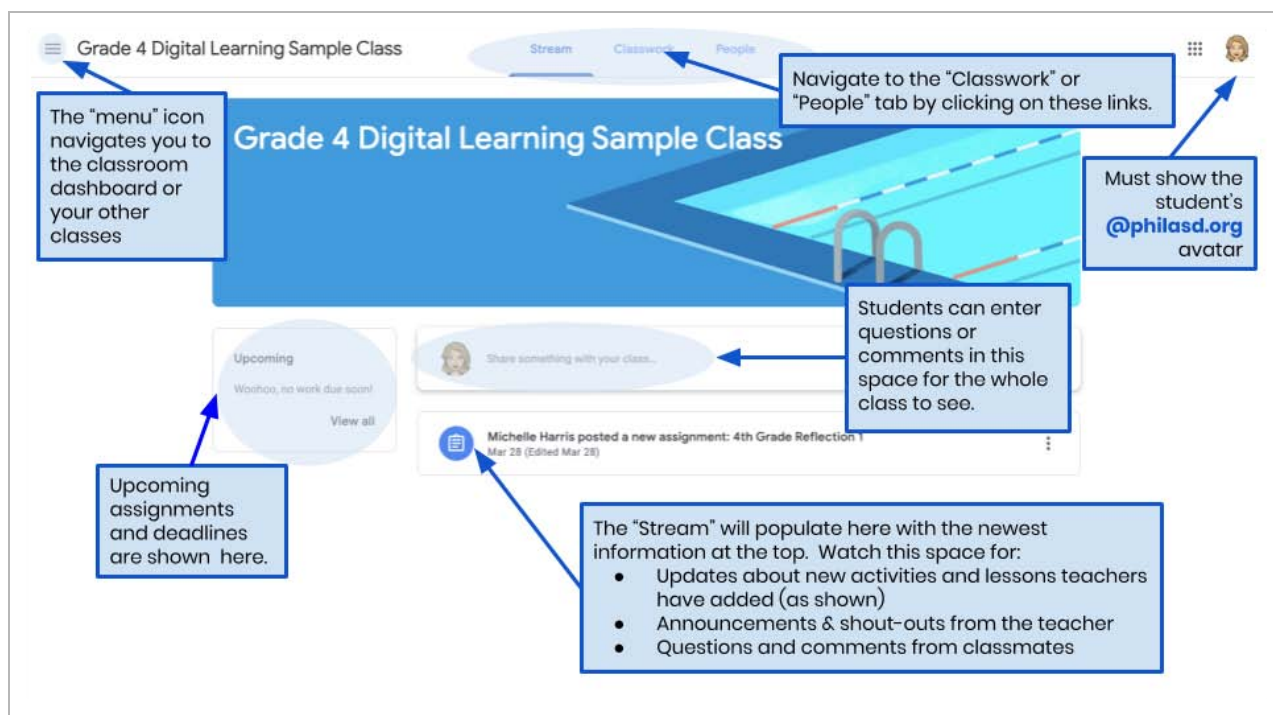 Grade 4 Digital Learning Sample Class
Stream
Classwork
People
The “menu” icon
navigates you to
the classroom
dashboard or
your other
classes
Navigate to the “Classwork” or
“People” tab by clicking on these links.
Must show the
student’s
@philasd.org
avatar
Grade 4 Digital Learning Sample Class
Students can enter
questions or
comments in this
space for the whole
class to see.
Upcoming
Woohoo, no work due soon!
View all
Share something with your class...
Michelle Harris posted a new assignment: 4th Grade Reflection 1
Mar 28 (Edited Mar 28)
Upcoming
assignments
and deadlines
are shown here.
The “Stream” will populate here with the newest
information at the top. Watch this space for:
● Updates about new activities and lessons teachers
have added (as shown)
● Announcements & shout-outs from the teacher
● Questions and comments from classmates